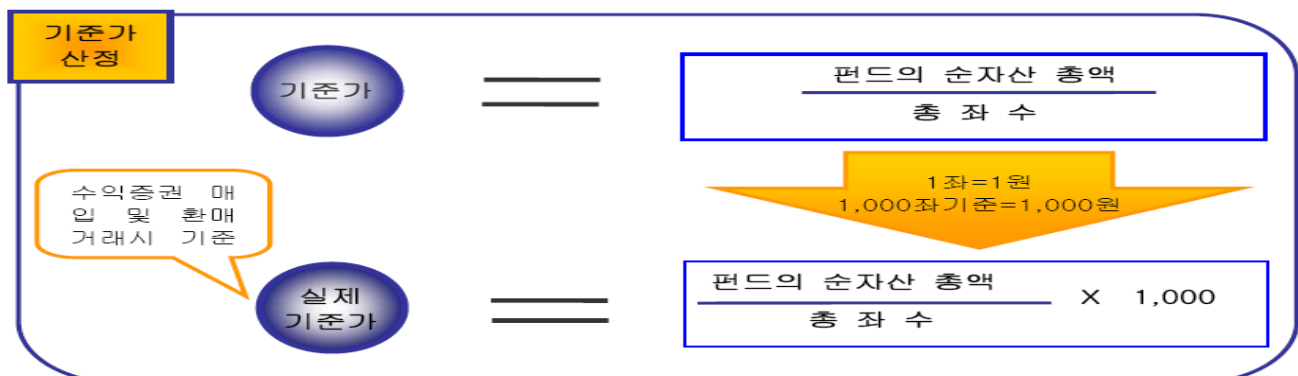 기준가
산정
기준가
펀드의 순자산 총액
총 좌 수
1좌=1원
1,000좌기준=1,000원
수익증권 매
입 및 환매
거래시 기준
실제
기준가
펀드의 순자산 총액
총 좌 수
X 1,000